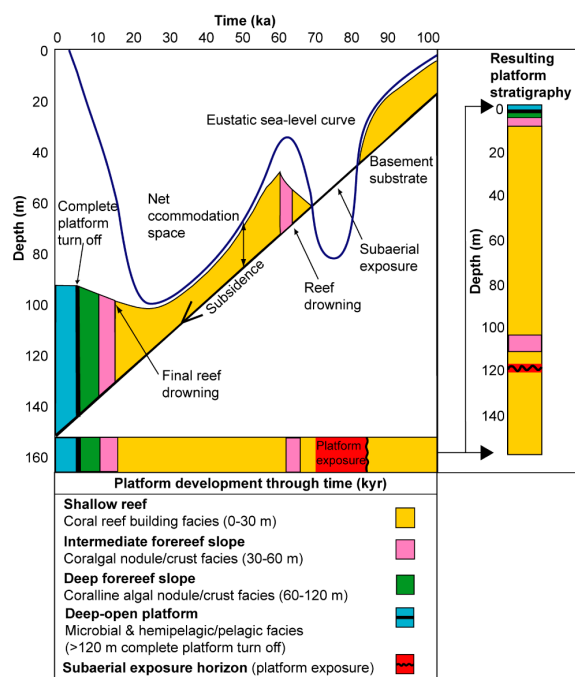 Time (ka)
0 10 20 30 40 50 60 70 80 90 100
Depth (m)
0
20
40
60
80
100
120
140
160
Eustatic sea-level curve
Complete
platform
turn off
Net
ccommodation
space
Basement
substrate
Subaerial
exposure
Reef
drowning
Subsidence
Final reef
drowning
Platform
exposure
Resulting
platform
stratigraphy
Depth (m)
0
20
40
60
80
100
120
140
Platform development through time (kyr)
Shallow reef
Coral reef building facies (0-30 m)
Intermediate forereef slope
Coralgal nodule/crust facies (30-60 m)
Deep forereef slope
Coralline algal nodule/crust facies (60-120 m)
Deep-open platform
Microbial & hemipelagic/pelagic facies
(>120 m complete platform turn off)
Subaerial exposure horizon (platform exposure)